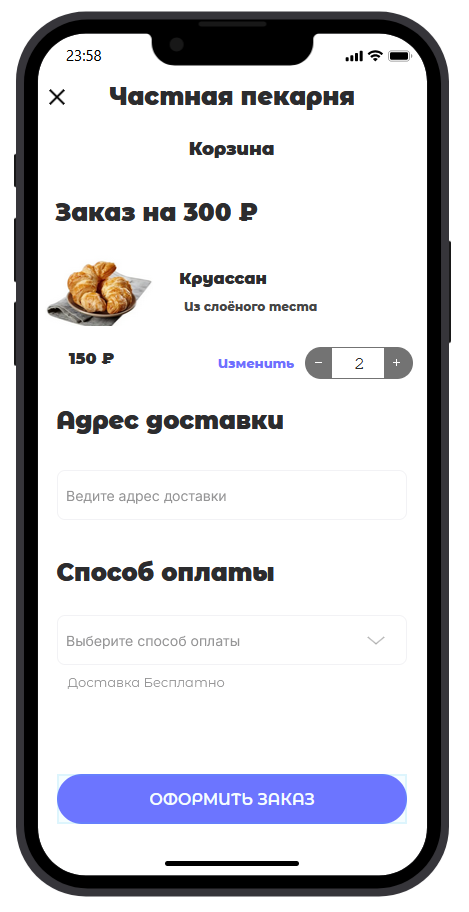 23:58
Частная пекарня
Корзина
Заказ на 300 ₽
Круассан
Из слоёного теста
150 ₽
Изменить
− 2 +
Адрес доставки
Ведите адрес доставки
Способ оплаты
Выберите способ оплаты
Доставка Бесплатно
ОФОРМИТЬ ЗАКАЗ